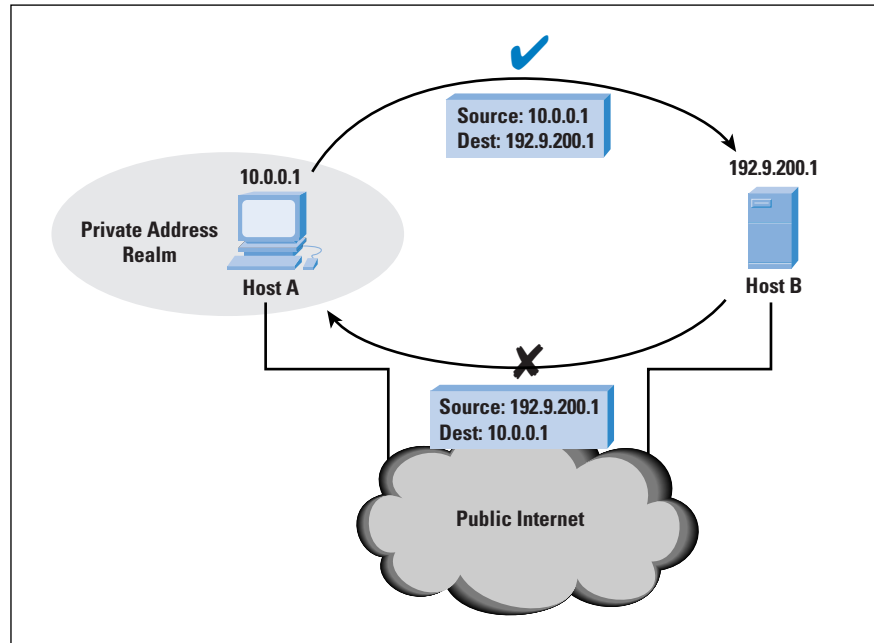 Source: 10.0.0.1
Dest: 192.9.200.1
10.0.0.1
192.9.200.1
Private Address
Realm
Host A
Host B
Source: 192.9.200.1
Dest: 10.0.0.1
Public Internet